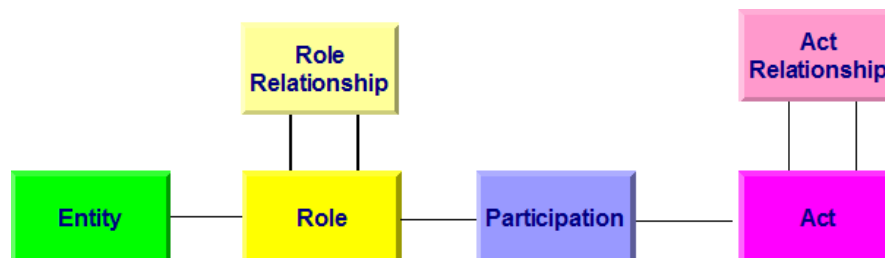 Role
Relationship
Act
Relationship
Entity
Role
Participation
Act